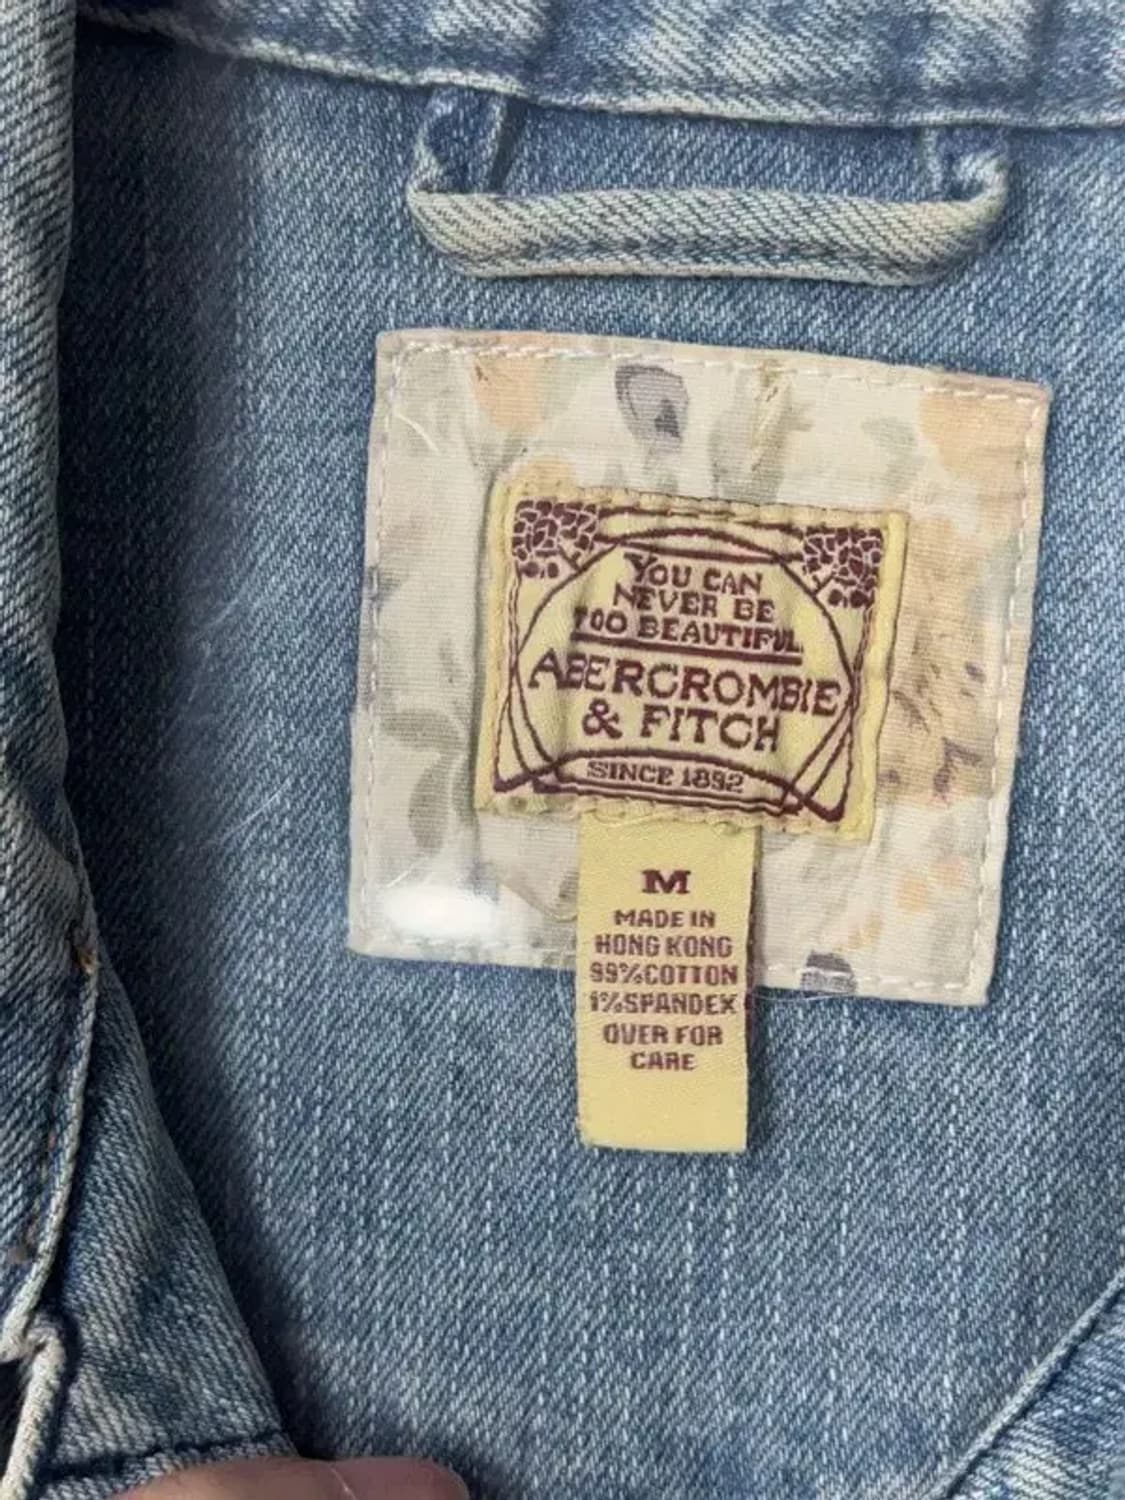 YOU CAN
NEVER BE
TOO BEAUTIFUL
ABERCROMBIE
& FITCH
SINCE 1892
M
MADE IN
HONG KONG
99%COTTON
1%SPANDEX
OVER FOR
CARE